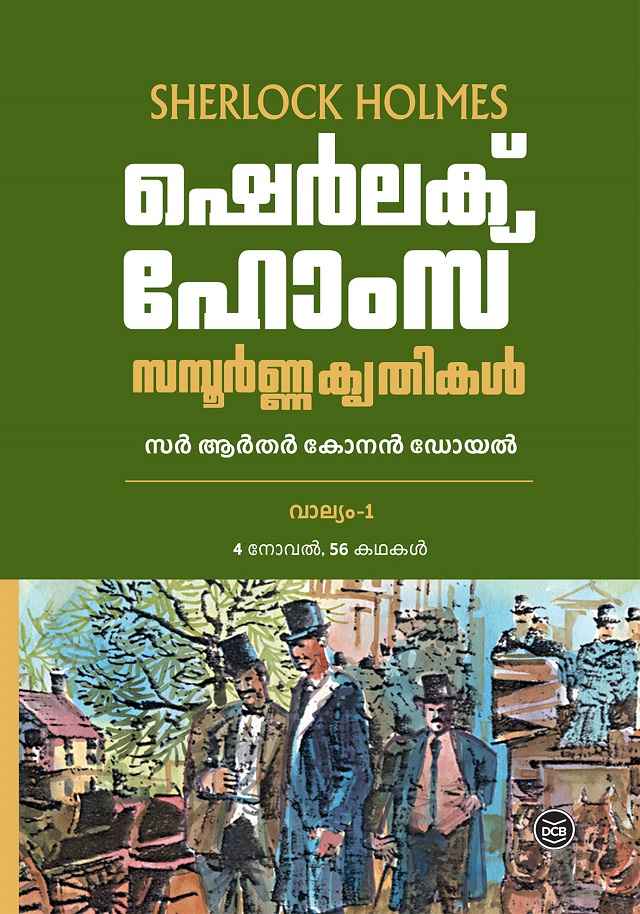 SHERLOCK HOLMES
ഷെർലക്
ഹോംസ്
സമ്പൂർണ്ണകൃതികൾ
സർ ആർതർ കോനൻ ഡോയൽ
വാല്യം-1
4 നോവൽ, 56 കഥകൾ
DCB